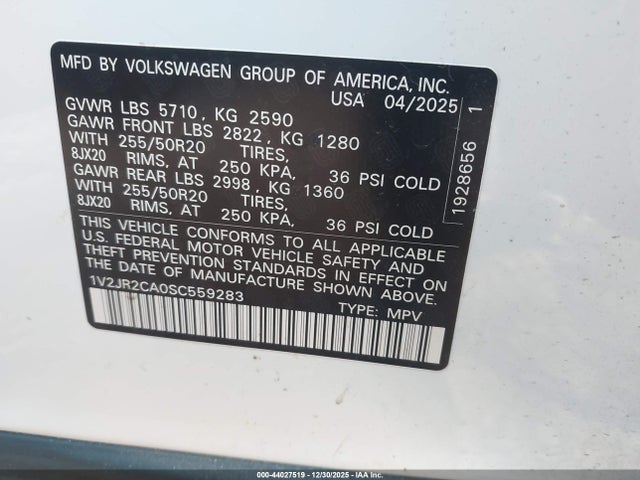 MFD BY VOLKSWAGEN GROUP OF AMERICA, INC.
USA 04/2025
GVWR LBS 5710, KG 2590
GAWR FRONT LBS 2822, KG 1280
WITH 255/50R20 TIRES,
8JX20 RIMS, AT 250 KPA, 36 PSI COLD
GAWR REAR LBS 2998, KG 1360
WITH 255/50R20 TIRES,
8JX20 RIMS, AT 250 KPA, 36 PSI COLD
THIS VEHICLE CONFORMS TO ALL APPLICABLE
U.S. FEDERAL MOTOR VEHICLE SAFETY AND
THEFT PREVENTION STANDARDS IN EFFECT ON
THE DATE OF MANUFACTURE SHOWN ABOVE.
1V2JR2CA0SC559283
TYPE: MPV
1928656 1
000-44027519 - 12/30/2025 - IAA Inc.